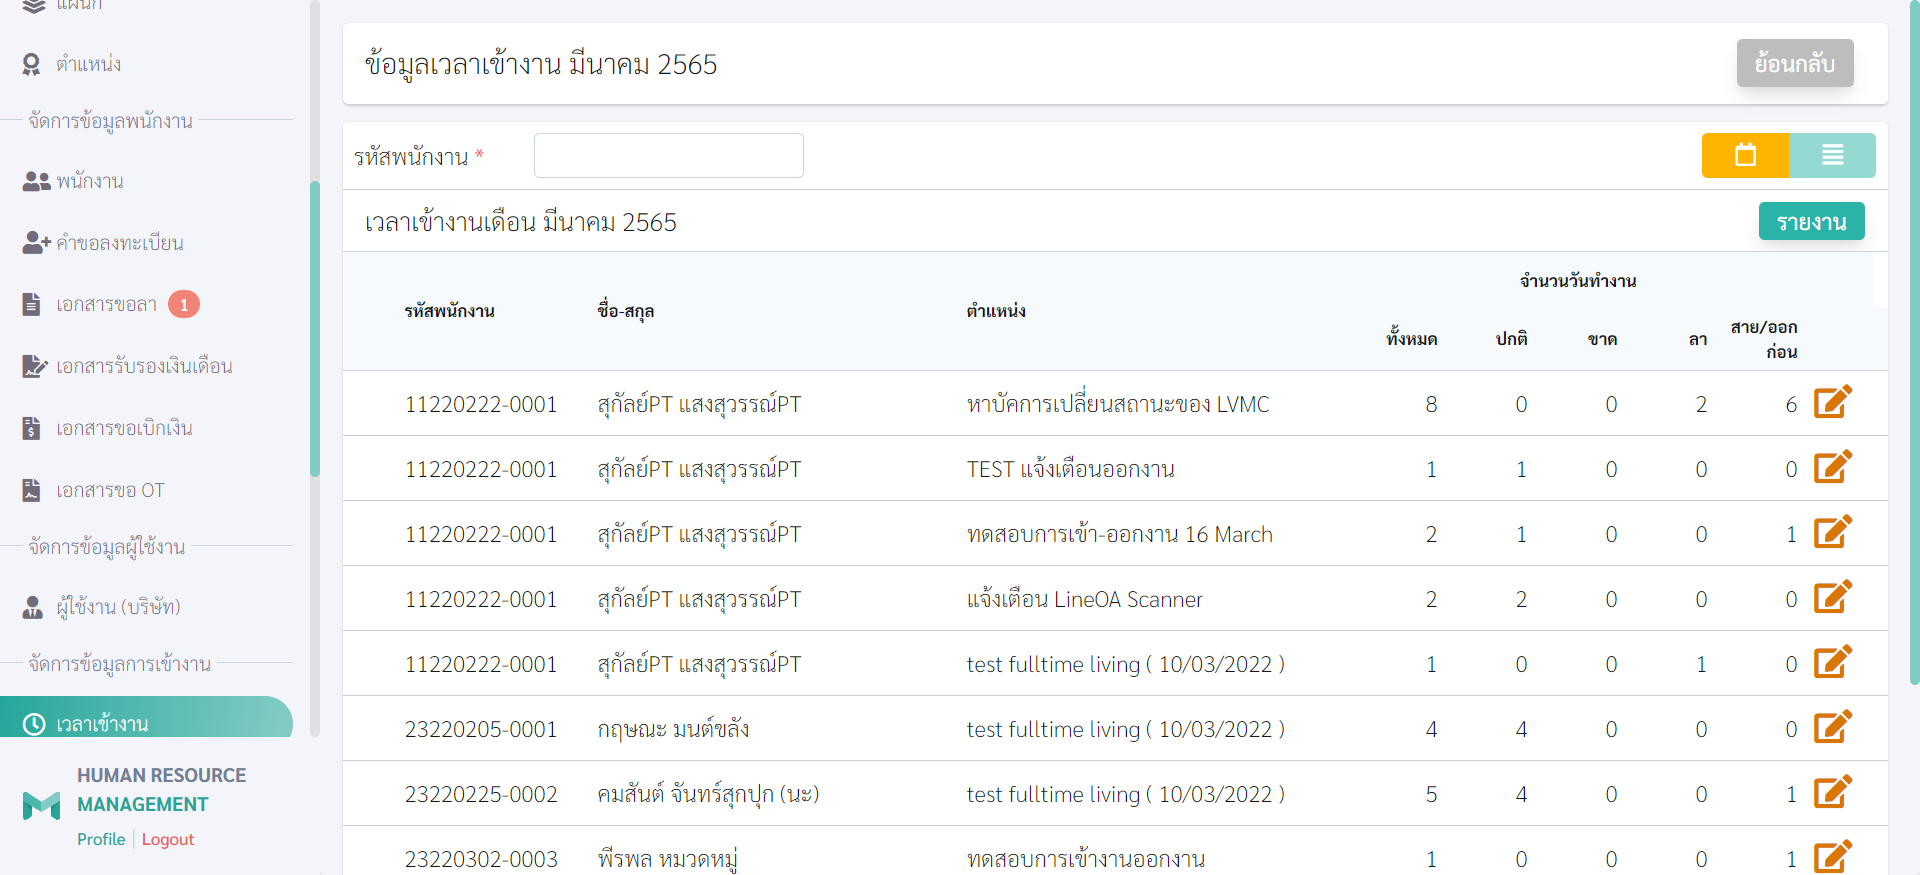 แผนก
ตำแหน่ง
จัดการข้อมูลพนักงาน
พนักงาน
คำขอลงทะเบียน
เอกสารขอลา 1
เอกสารรับรองเงินเดือน
เอกสารขอเบิกเงิน
เอกสารขอ OT
จัดการข้อมูลผู้ใช้งาน
ผู้ใช้งาน (บริษัท)
จัดการข้อมูลการเข้างาน
เวลาเข้างาน
HUMAN RESOURCE
MANAGEMENT
Profile Logout
ข้อมูลเวลาเข้างาน มีนาคม 2565 ย้อนกลับ
รหัสพนักงาน *
เวลาเข้างานเดือน มีนาคม 2565 รายงาน
รหัสพนักงาน ชื่อ-สกุล ตำแหน่ง จำนวนวันทำงาน
ทั้งหมด ปกติ ขาด ลา สาย/ออก
ก่อน
11220222-0001 สุกัลย์PT แสงสุวรรณ์PT หาบัคการเปลี่ยนสถานะของ LVMC 8 0 0 2 6
11220222-0001 สุกัลย์PT แสงสุวรรณ์PT TEST แจ้งเตือนออกงาน 1 1 0 0 0
11220222-0001 สุกัลย์PT แสงสุวรรณ์PT ทดสอบการเข้า-ออกงาน 16 March 2 1 0 0 1
11220222-0001 สุกัลย์PT แสงสุวรรณ์PT แจ้งเตือน LineOA Scanner 2 2 0 0 0
11220222-0001 สุกัลย์PT แสงสุวรรณ์PT test fulltime living ( 10/03/2022 ) 1 0 0 1 0
23220205-0001 กฤษณะ มนต์ขลัง test fulltime living ( 10/03/2022 ) 4 4 0 0 0
23220225-0002 คมสันต์ จันทร์สุกปุก (นะ) test fulltime living ( 10/03/2022 ) 5 4 0 0 1
23220302-0003 พีรพล หมวดหมู่ ทดสอบการเข้างานออกงาน 1 0 0 0 1